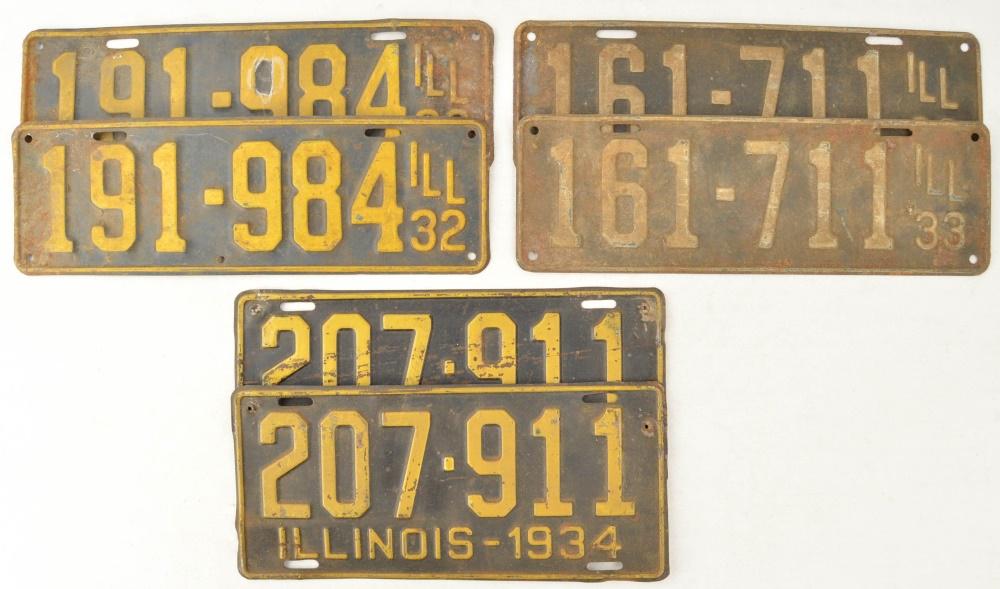 191-984 ILL
191-984 ILL 32
161-711 ILL
161-711 ILL 33
207·911
207·911
ILLINOIS-1934